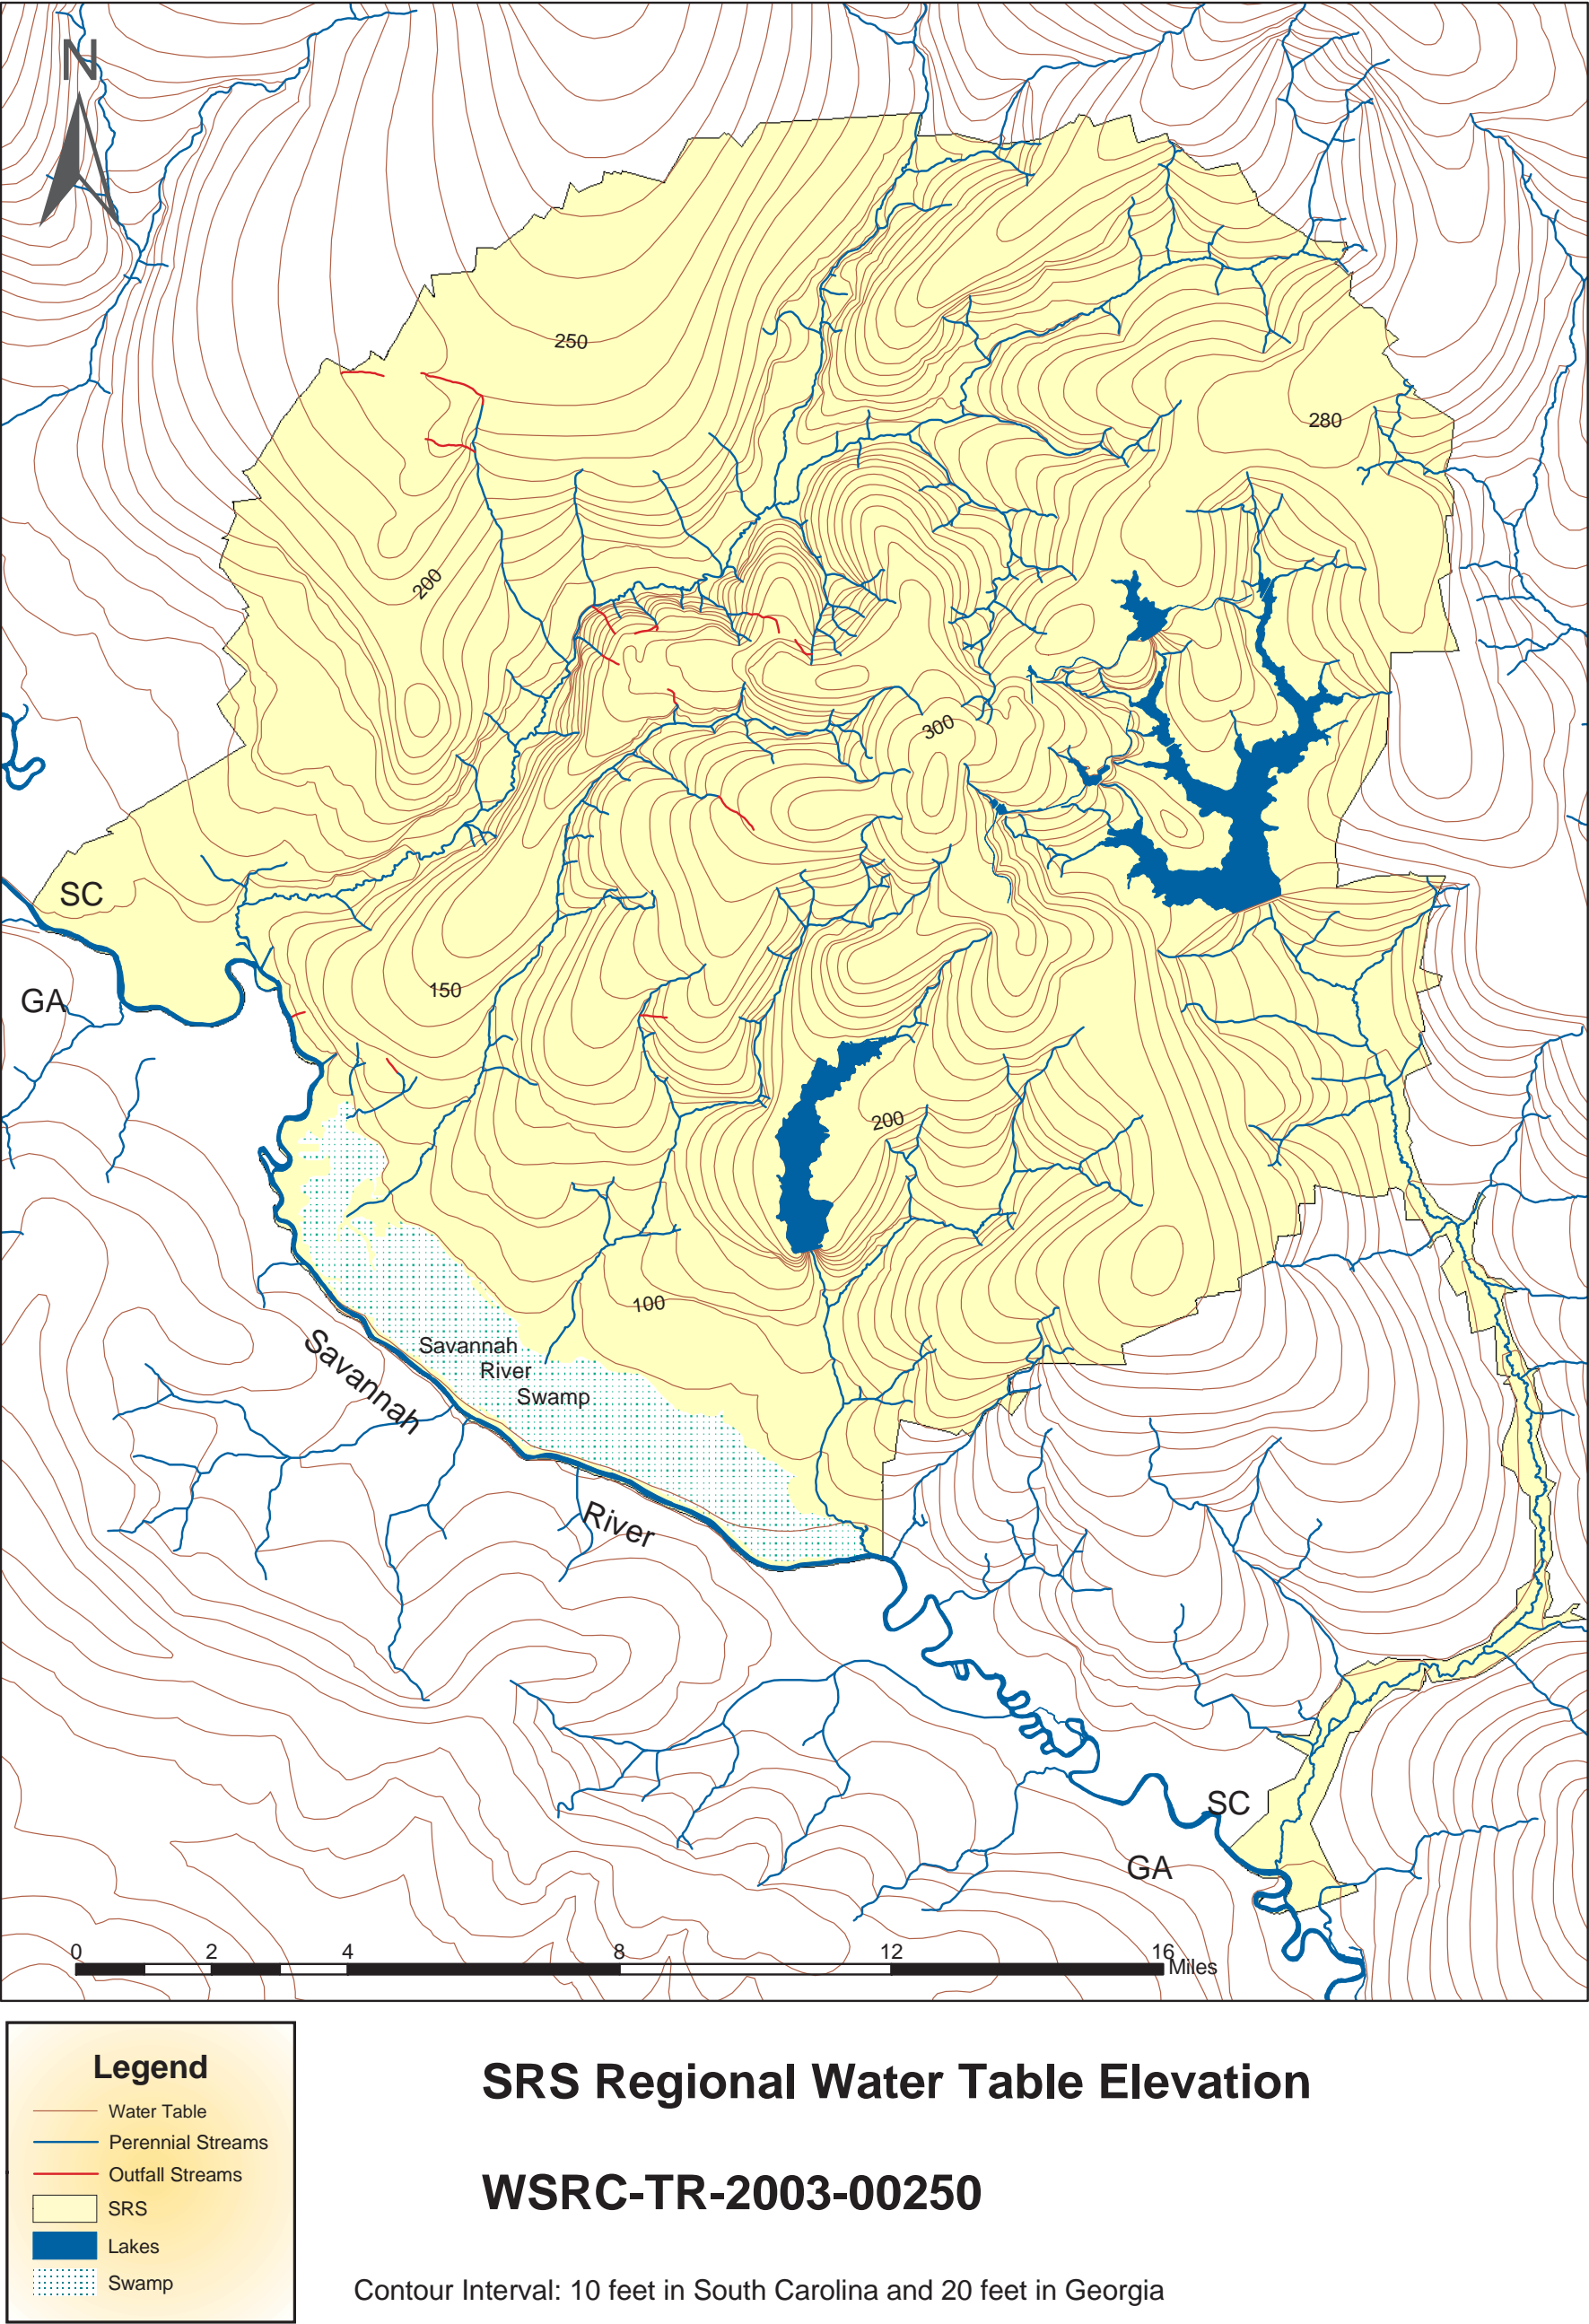 N
250
280
200
300
SC
GA
150
200
100
Savannah
River
Swamp
Savannah
River
SC
GA
0 2 4 8 12 16
Miles
Legend
Water Table
Perennial Streams
Outfall Streams
SRS
Lakes
Swamp
SRS Regional Water Table Elevation
WSRC-TR-2003-00250
Contour Interval: 10 feet in South Carolina and 20 feet in Georgia